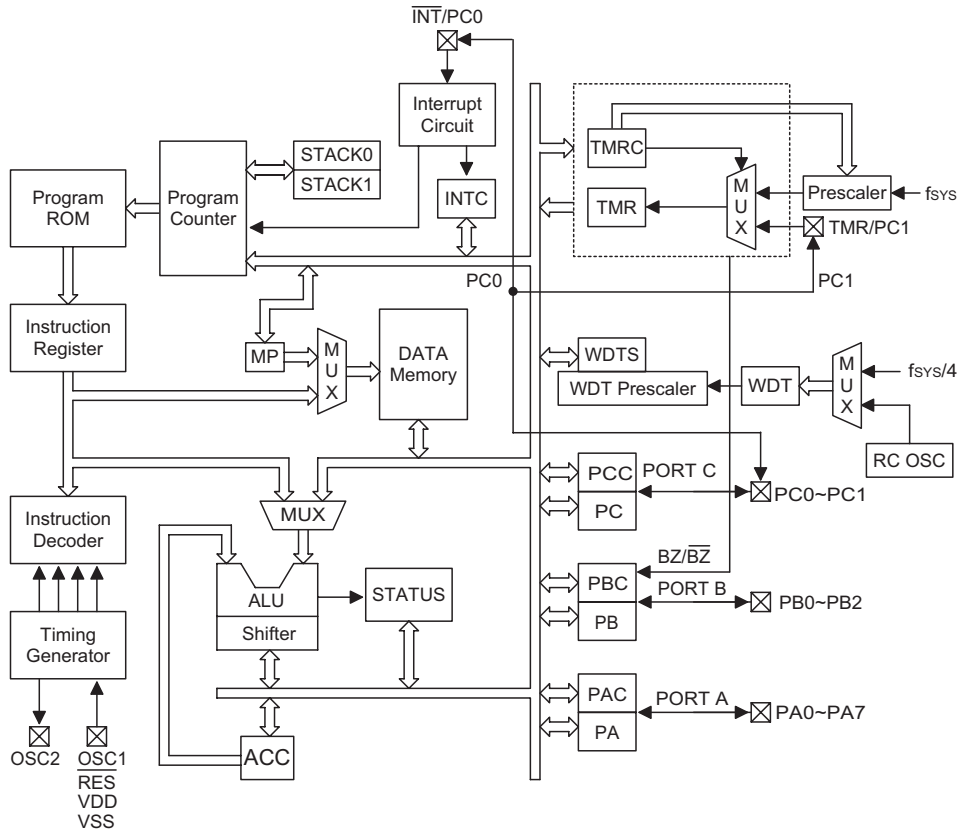 INT/PC0
Interrupt
Circuit
STACK0
STACK1
INTC
Program
ROM
Program
Counter
TMRC
TMR
M
U
X
Prescaler
fSYS
TMR/PC1
PC0
PC1
Instruction
Register
MP
M
U
X
DATA
Memory
WDTS
WDT Prescaler
WDT
M
U
X
fSYS/4
RC OSC
PCC
PC
PORT C
PC0~PC1
MUX
Instruction
Decoder
ALU
Shifter
STATUS
BZ/BZ
PBC
PB
PORT B
PB0~PB2
Timing
Generator
PAC
PA
PORT A
PA0~PA7
ACC
OSC2
OSC1
RES
VDD
VSS